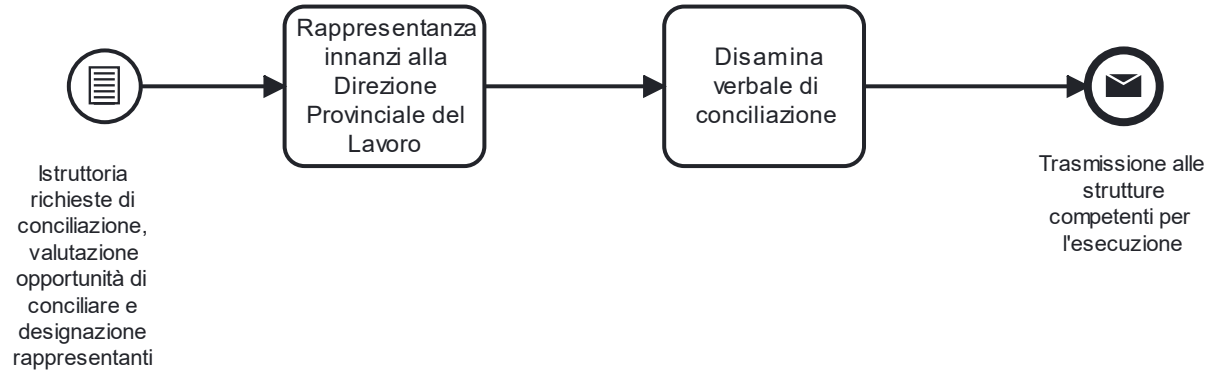 Rappresentanza
innanzi alla
Direzione
Provinciale del
Lavoro
Disamina
verbale di
conciliazione
Istruttoria
richieste di
conciliazione,
valutazione
opportunità di
conciliare e
designazione
rappresentanti
Trasmissione alle
strutture
competenti per
l'esecuzione